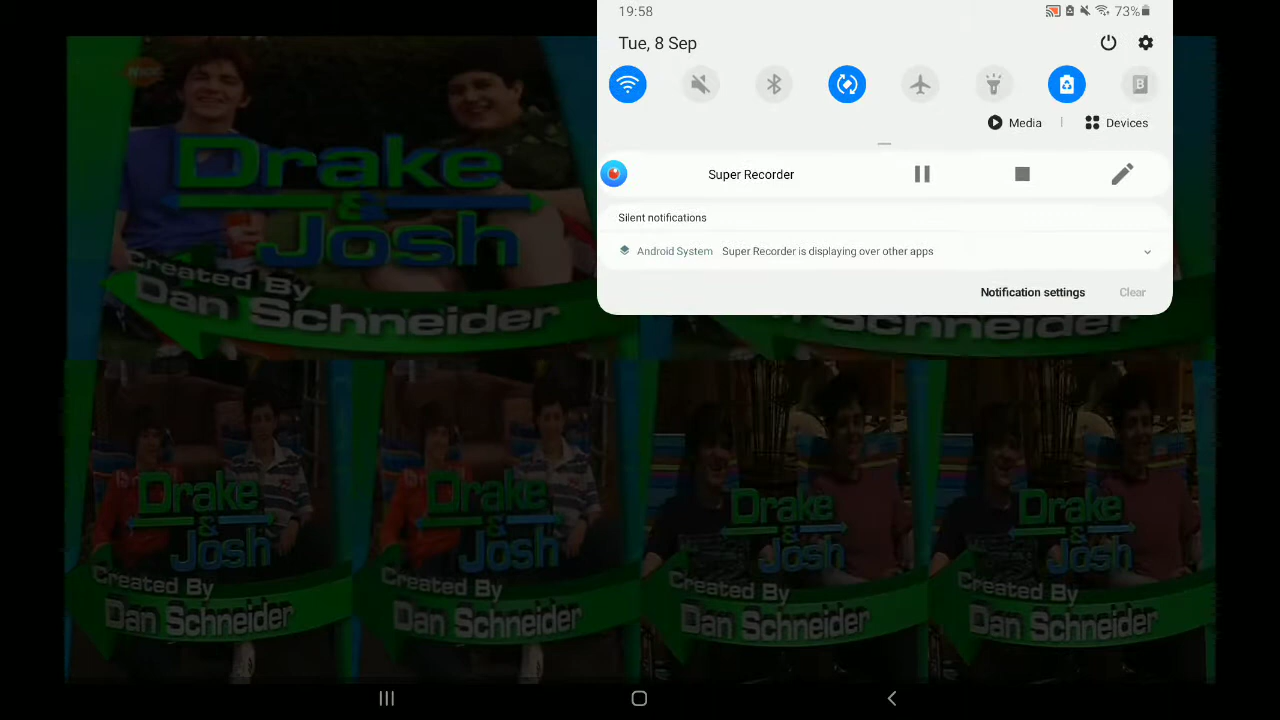 19:58
73%
Tue, 8 Sep
B
Media
Devices
Super Recorder
Silent notifications
Android System Super Recorder is displaying over other apps
Notification settings
Clear
Drake
&
Josh
Created By
Dan Schneider
Schneider
Drake
&
Josh
Created By
Dan Schneider
Drake
&
Josh
Created By
Dan Schneider
Drake
&
Josh
Created By
Dan Schneider
Drake
&
Josh
Created By
Dan Schneider